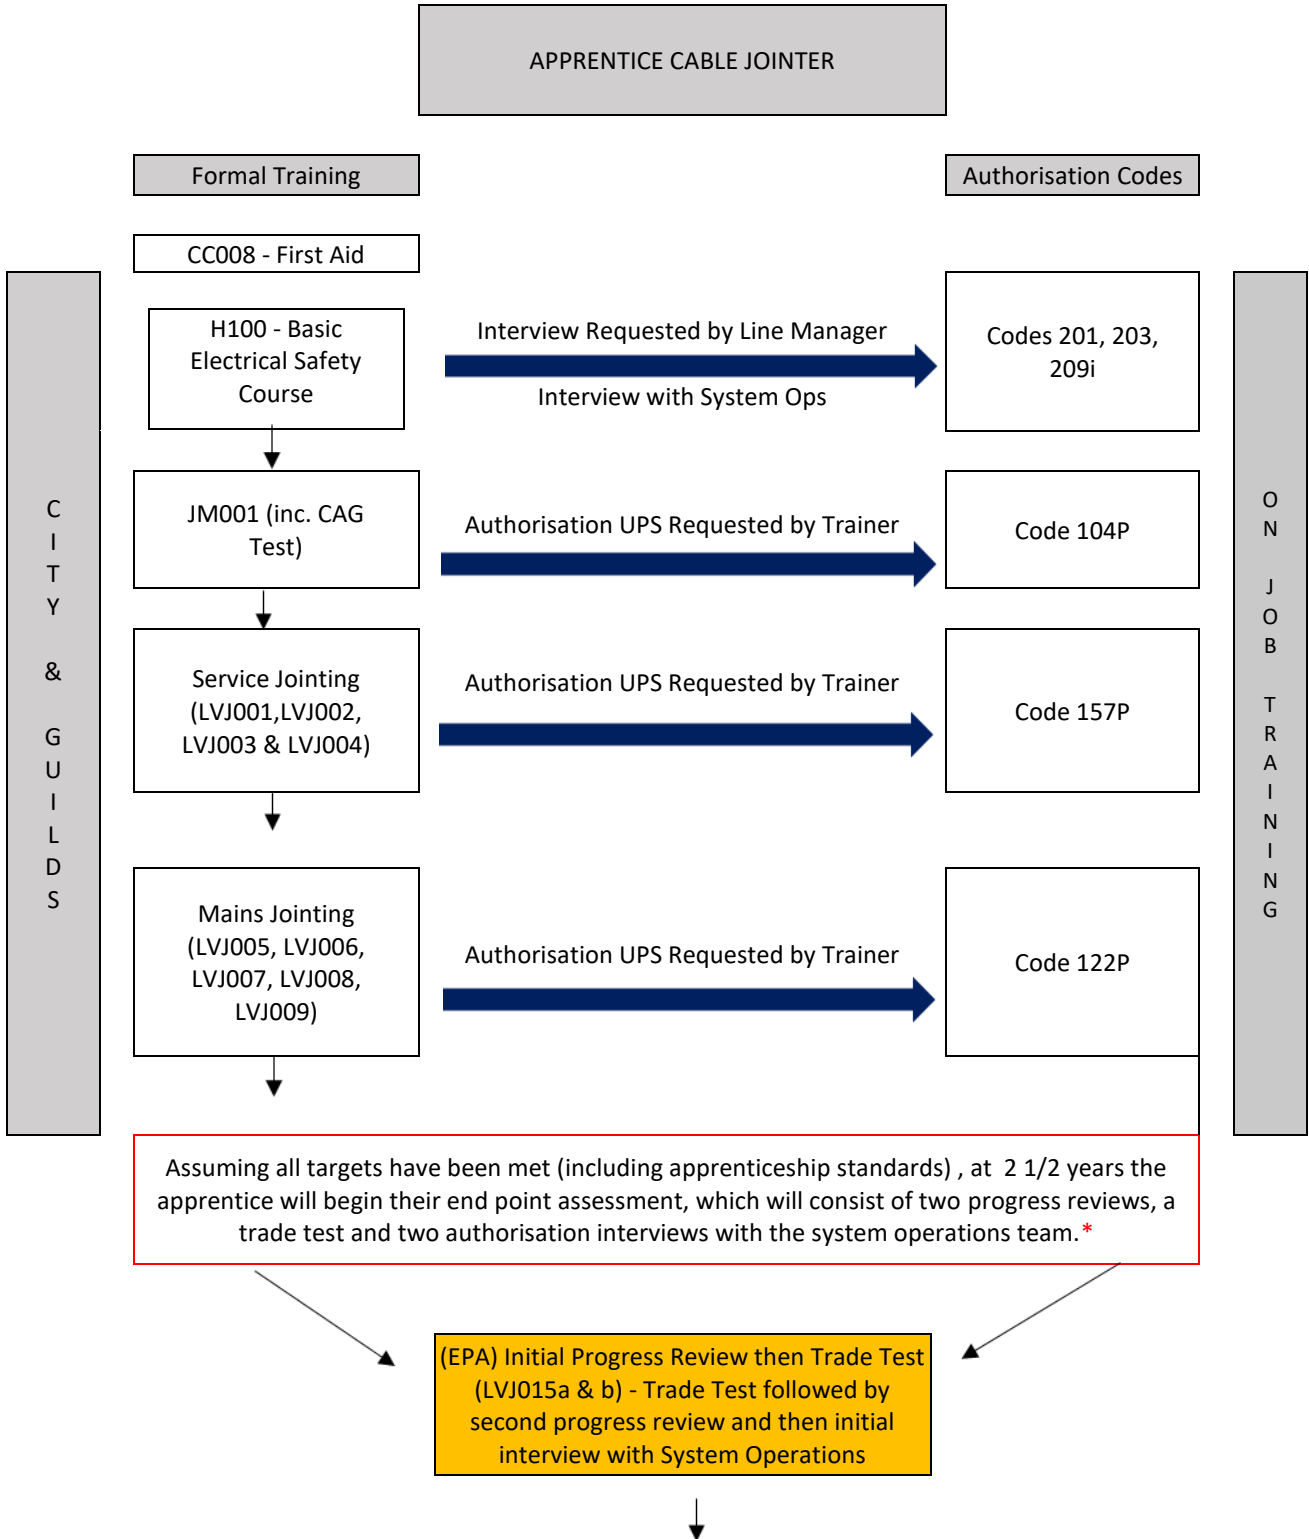 APPRENTICE CABLE JOINTER
Formal Training
Authorisation Codes
CC008 - First Aid
H100 - Basic
Electrical Safety
Course
Interview Requested by Line Manager
Interview with System Ops
Codes 201, 203,
209i
JM001 (inc. CAG
Test)
Authorisation UPS Requested by Trainer
Code 104P
Service Jointing
(LVJ001,LVJ002,
LVJ003 & LVJ004)
Authorisation UPS Requested by Trainer
Code 157P
Mains Jointing
(LVJ005, LVJ006,
LVJ007, LVJ008,
LVJ009)
Authorisation UPS Requested by Trainer
Code 122P
CITY & GUILDS
ON JOB TRAINING
Assuming all targets have been met (including apprenticeship standards) , at 2 1/2 years the
apprentice will begin their end point assessment, which will consist of two progress reviews, a
trade test and two authorisation interviews with the system operations team.*
(EPA) Initial Progress Review then Trade Test
(LVJ015a & b) - Trade Test followed by
second progress review and then initial
interview with System Operations